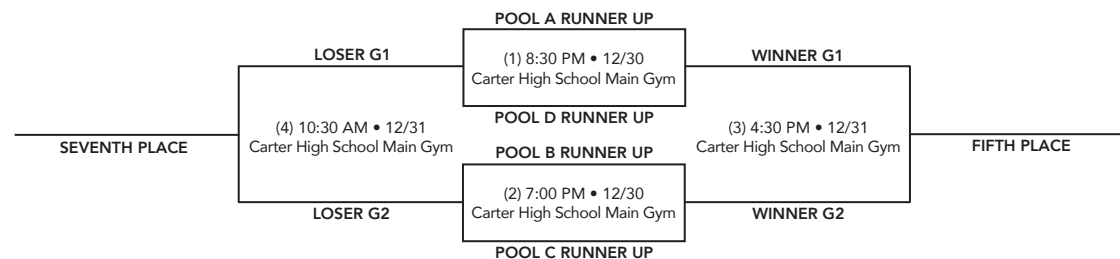 POOL A RUNNER UP
LOSER G1
(1) 8:30 PM • 12/30
Carter High School Main Gym
WINNER G1
POOL D RUNNER UP
(4) 10:30 AM • 12/31
Carter High School Main Gym
(3) 4:30 PM • 12/31
Carter High School Main Gym
SEVENTH PLACE
POOL B RUNNER UP
FIFTH PLACE
(2) 7:00 PM • 12/30
Carter High School Main Gym
LOSER G2
WINNER G2
POOL C RUNNER UP